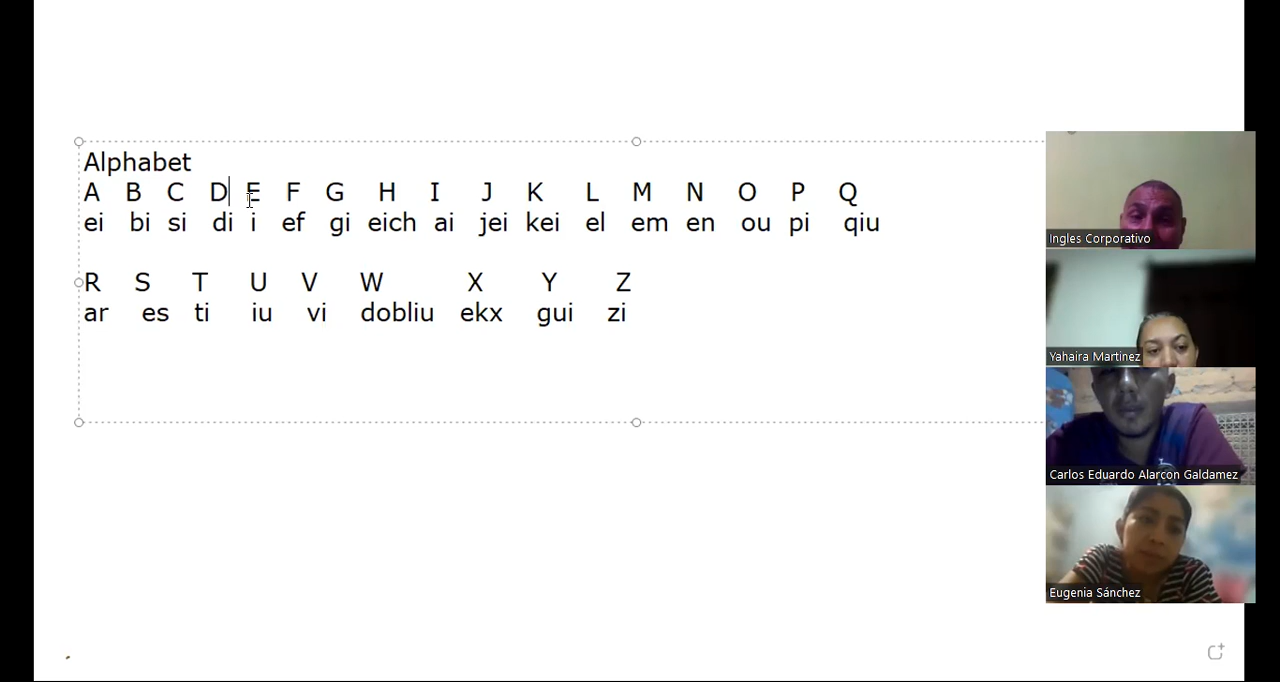 Alphabet
A B C D E F G H I J K L M N O P Q
ei bi si di i ef gi eich ai jei kei el em en ou pi qiu
R S T U V W X Y Z
ar es ti iu vi dobliu ekx gui zi
Ingles Corporativo
Yahaira Martinez
Carlos Eduardo Alarcon Galdamez
Eugenia Sánchez